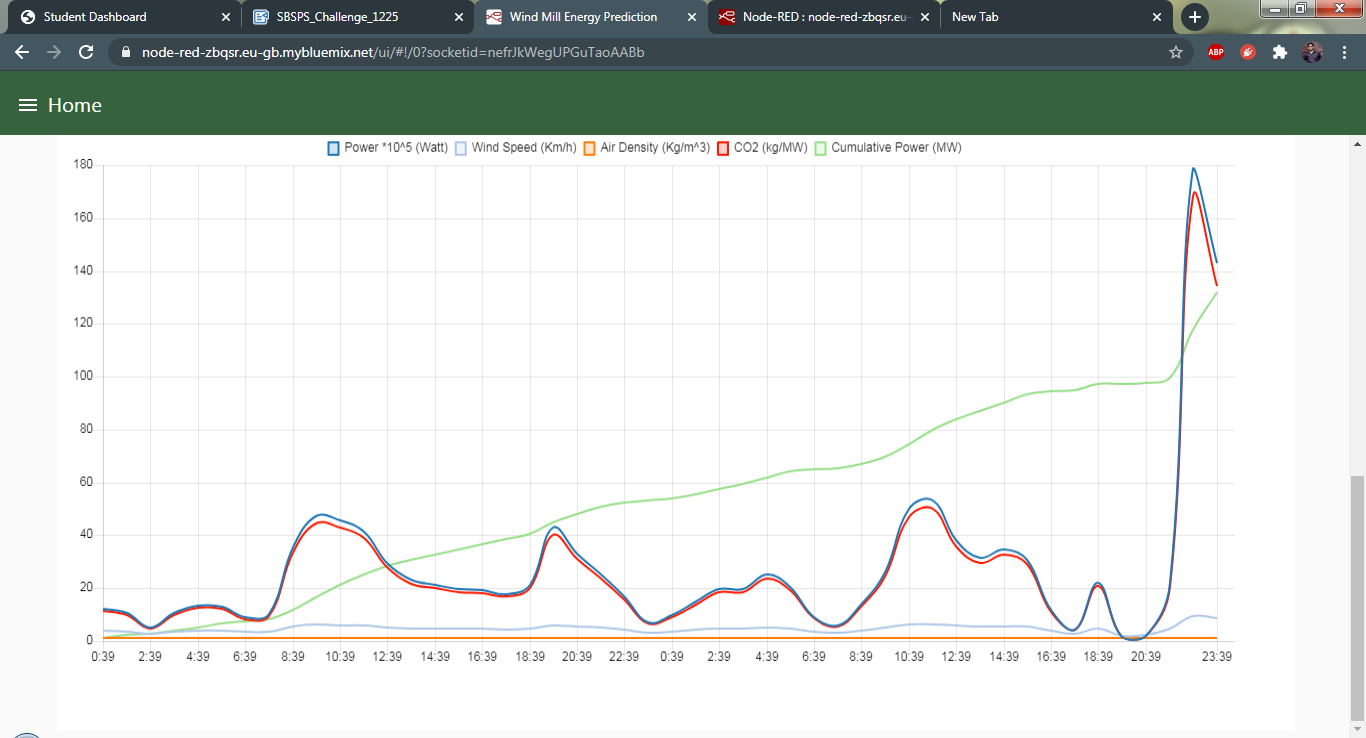 Student Dashboard
SBSPS_Challenge_1225
Wind Mill Energy Prediction
Node-RED : node-red-zbqsr.eu-
New Tab
node-red-zbqsr.eu-gb.mybluemix.net/ui/#!/0?socketid=nefrJkWegUPGuTaoAABb
ABP
Home
Power *10^5 (Watt) Wind Speed (Km/h) Air Density (Kg/m^3) CO2 (kg/MW) Cumulative Power (MW)
180
160
140
120
100
80
60
40
20
0
0:39 2:39 4:39 6:39 8:39 10:39 12:39 14:39 16:39 18:39 20:39 22:39 0:39 2:39 4:39 6:39 8:39 10:39 12:39 14:39 16:39 18:39 20:39 23:39